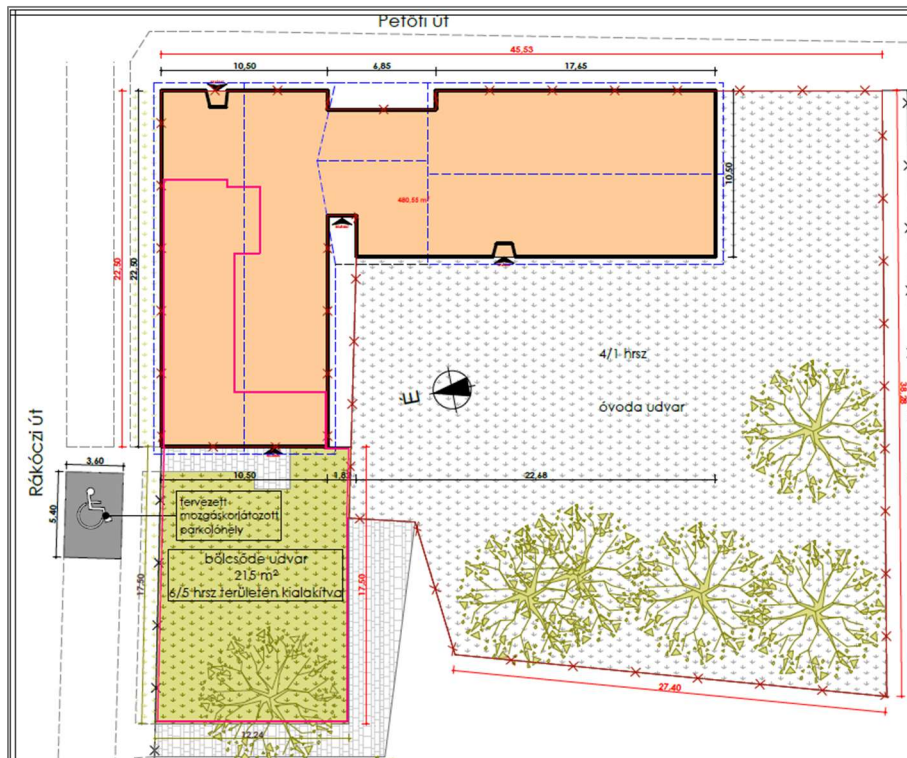 Petőfi út
45,53
10,50
6,85
17,65
22,50
22,50
10,50
480,55 m
4/1 hrsz
óvoda udvar
É
38,28
Rákóczi út
3,60
5,40
10,50
1,83
22,68
tervezett
mozgáskorlátozott
parkolóhely
bölcsőde udvar
215 m²
6/5 hrsz területén kialakítva
17,50
17,50
27,40
12,24